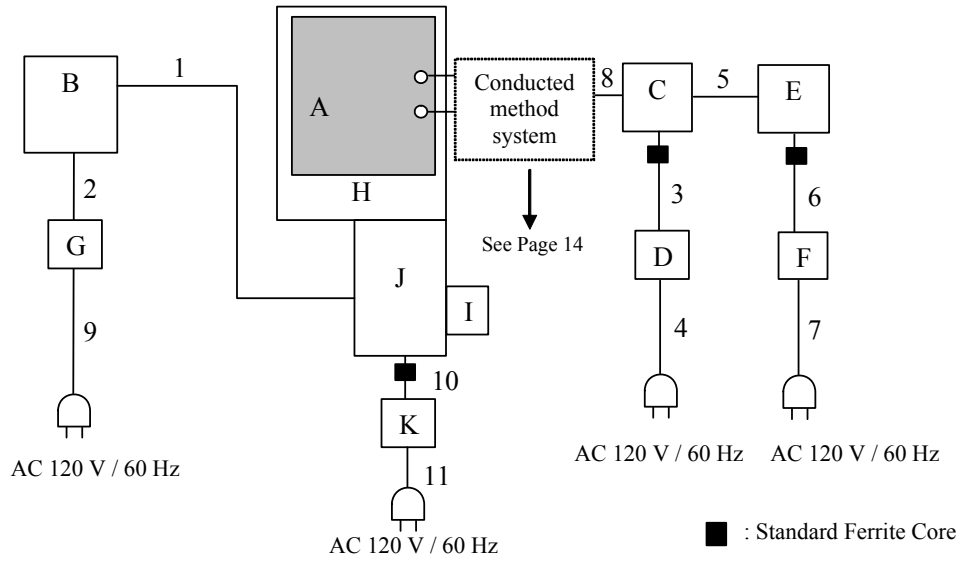 B
1
A
H
Conducted
method
system
See Page 14
8
C
5
E
2
G
9
AC 120 V / 60 Hz
J
I
10
K
11
AC 120 V / 60 Hz
3
D
4
AC 120 V / 60 Hz
6
F
7
AC 120 V / 60 Hz
: Standard Ferrite Core